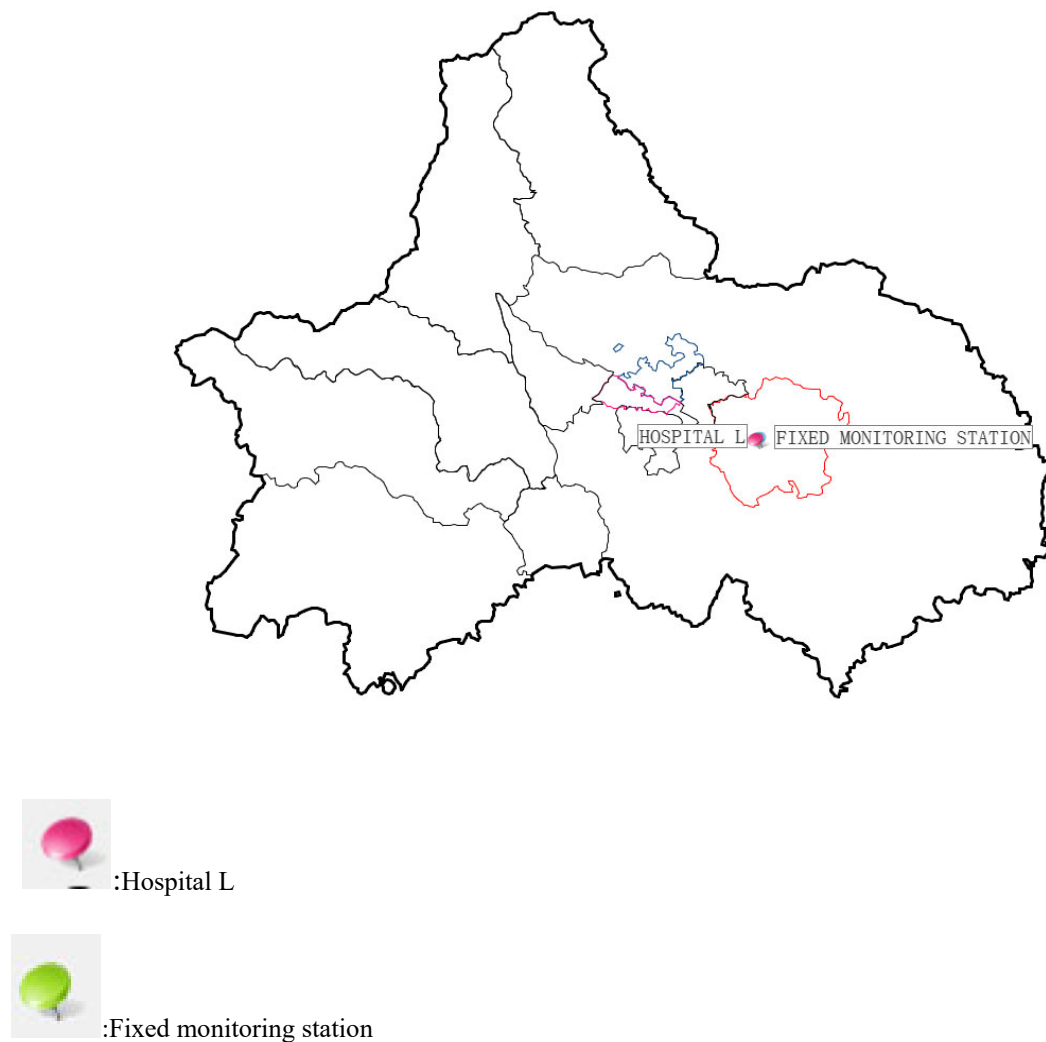 HOSPITAL L
FIXED MONITORING STATION
:Hospital L
:Fixed monitoring station